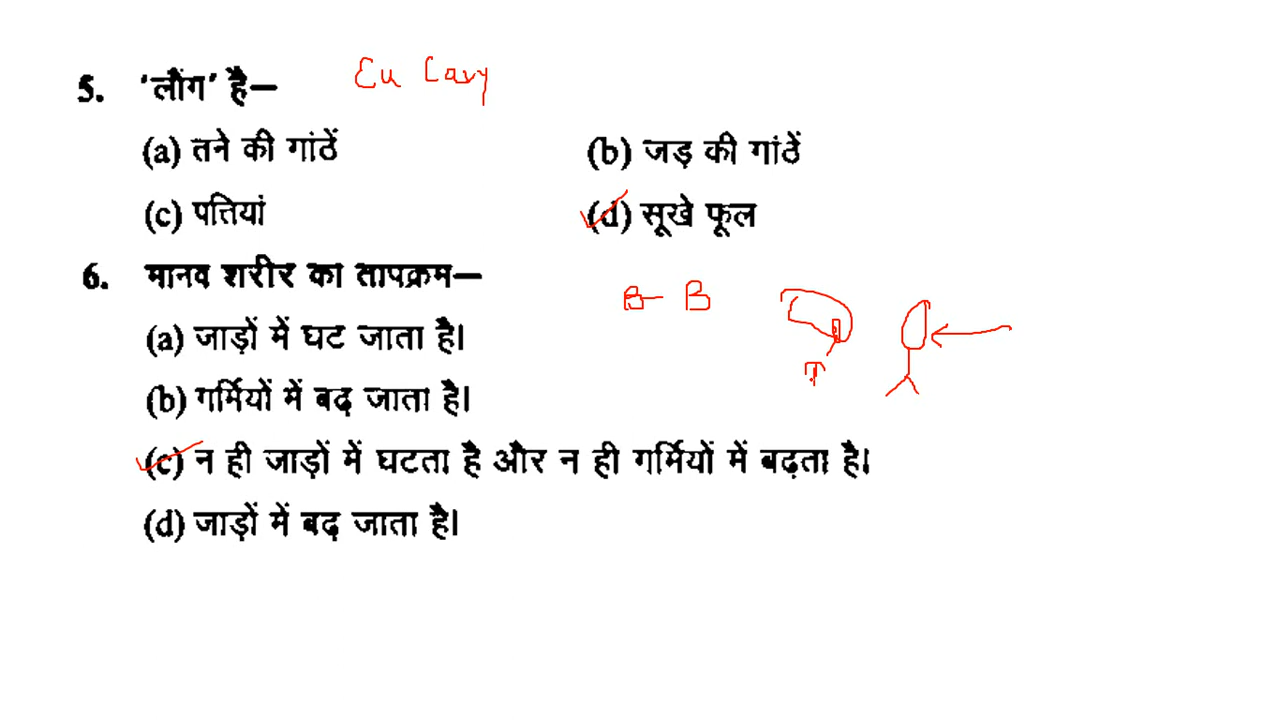 5. 'लौंग' है— Eu Cary
(a) तने की गांठें (b) जड़ की गांठें
(c) पत्तियां (d) सूखे फूल
6. मानव शरीर का तापक्रम—
B- B
(a) जाड़ों में घट जाता है।
(b) गर्मियों में बढ़ जाता है।
(c) न ही जाड़ों में घटता है और न ही गर्मियों में बढ़ता है।
(d) जाड़ों में बढ़ जाता है।